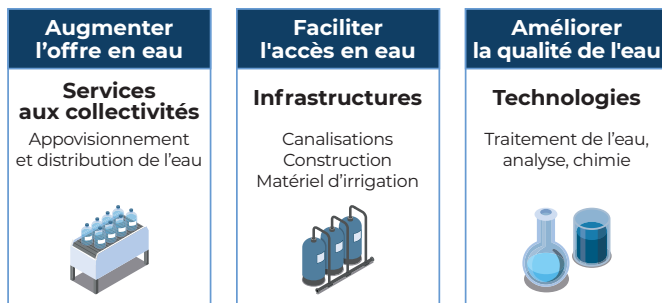 Augmenter
l’offre en eau
Services
aux collectivités
Appovisionnement
et distribution de l’eau
Faciliter
l'accès en eau
Infrastructures
Canalisations
Construction
Matériel d’irrigation
Améliorer
la qualité de l'eau
Technologies
Traitement de l’eau,
analyse, chimie